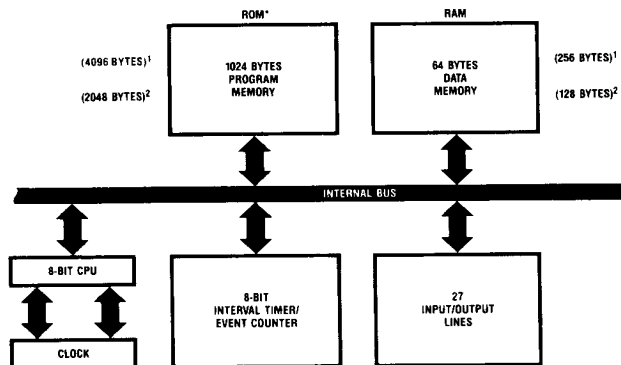 ROM*
RAM
(4096 BYTES)¹
(2048 BYTES)²
1024 BYTES
PROGRAM
MEMORY
64 BYTES
DATA
MEMORY
(256 BYTES)¹
(128 BYTES)²
INTERNAL BUS
8-BIT CPU
CLOCK
8-BIT
INTERVAL TIMER/
EVENT COUNTER
27
INPUT/OUTPUT
LINES